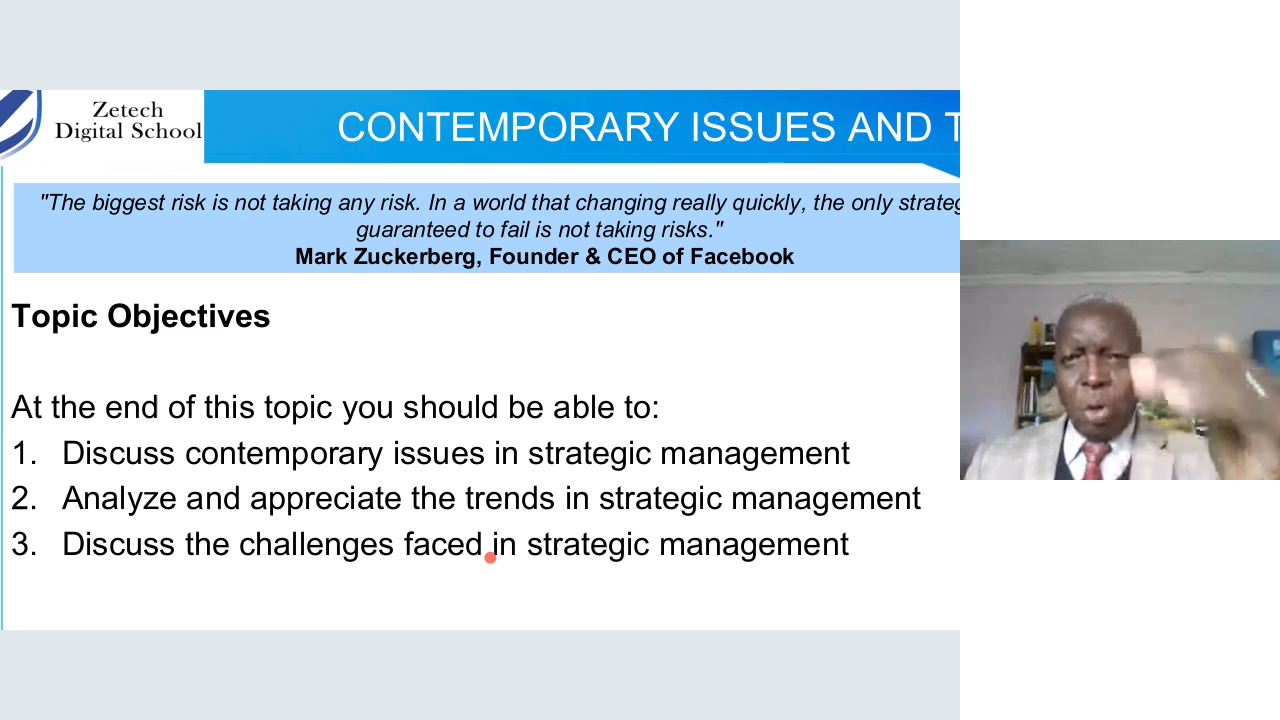 Zetech
Digital School
CONTEMPORARY ISSUES AND T
"The biggest risk is not taking any risk. In a world that changing really quickly, the only strateg
guaranteed to fail is not taking risks."
Mark Zuckerberg, Founder & CEO of Facebook
Topic Objectives
At the end of this topic you should be able to:
1. Discuss contemporary issues in strategic management
2. Analyze and appreciate the trends in strategic management
3. Discuss the challenges faced in strategic management